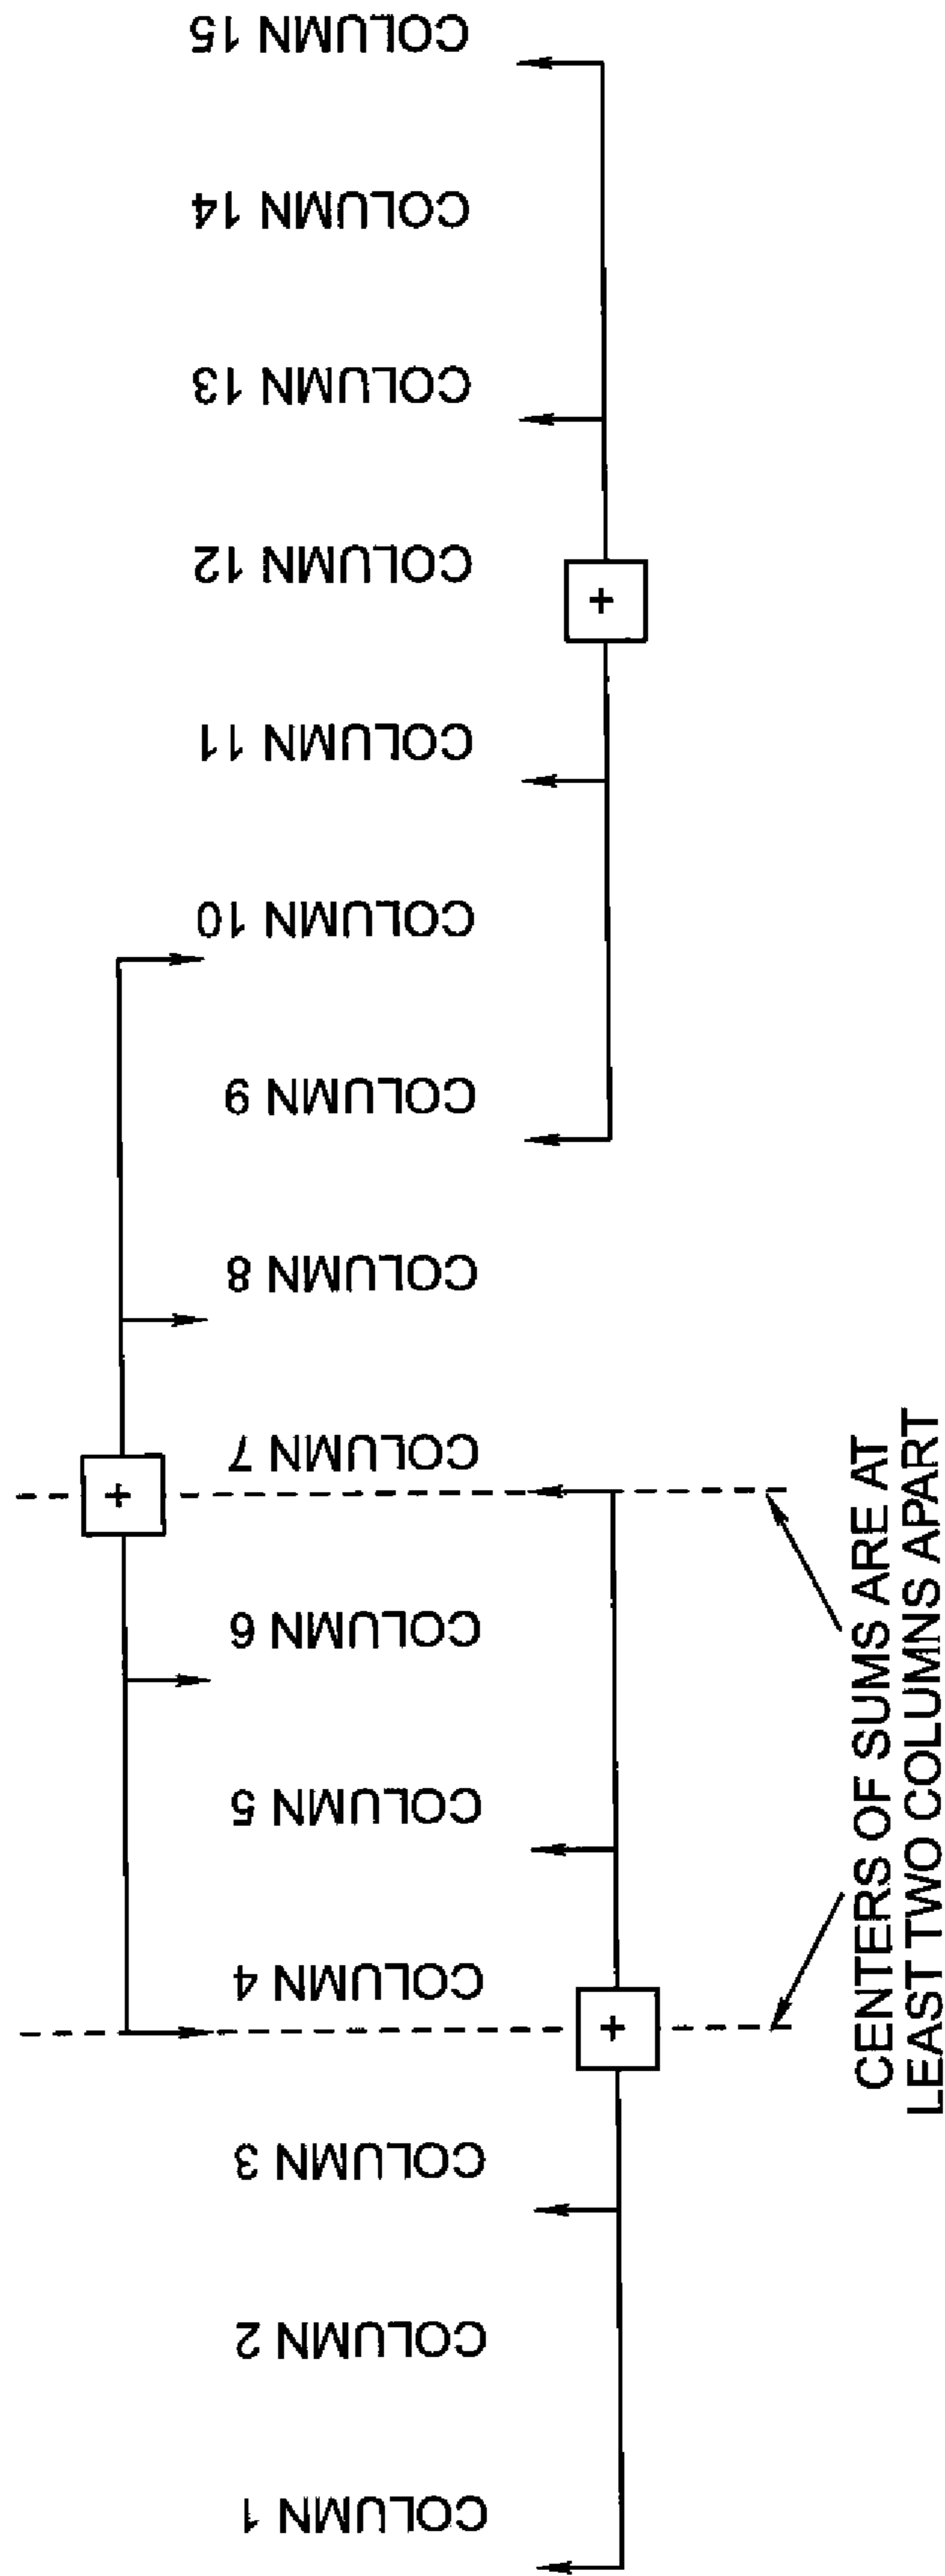 COLUMN 1
COLUMN 2
COLUMN 3
COLUMN 4
COLUMN 5
COLUMN 6
COLUMN 7
COLUMN 8
COLUMN 9
COLUMN 10
COLUMN 11
COLUMN 12
COLUMN 13
COLUMN 14
COLUMN 15
+
+
+
CENTERS OF SUMS ARE AT
LEAST TWO COLUMNS APART